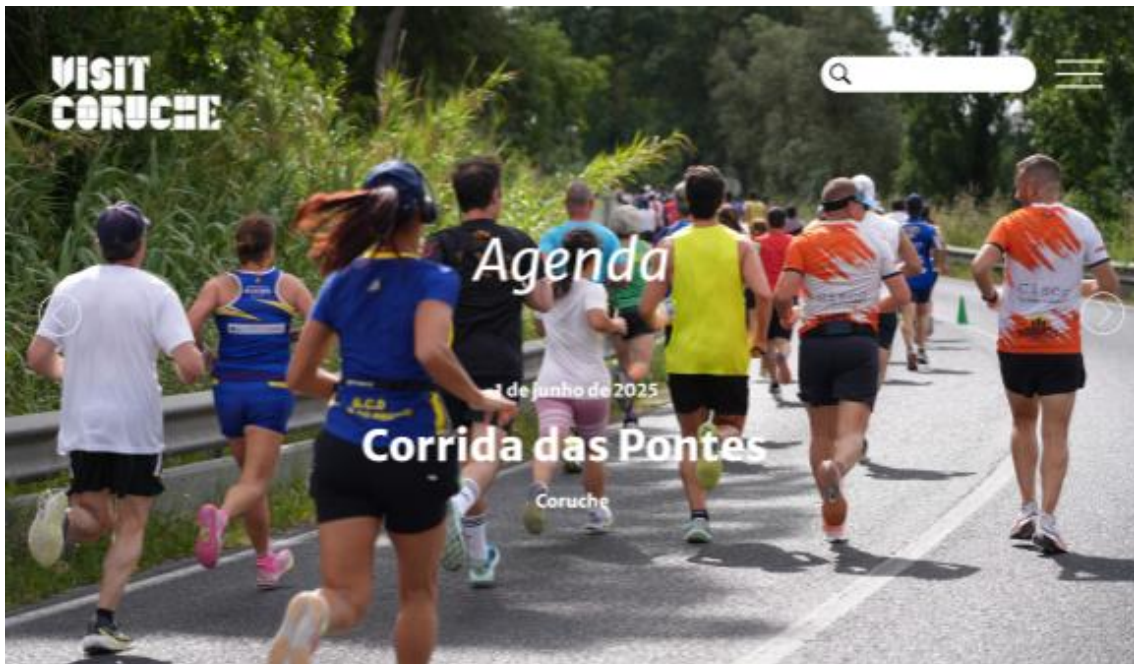 VISIT
CORUCHE
Agenda
1 de junho de 2025
Corrida das Pontes
Coruche